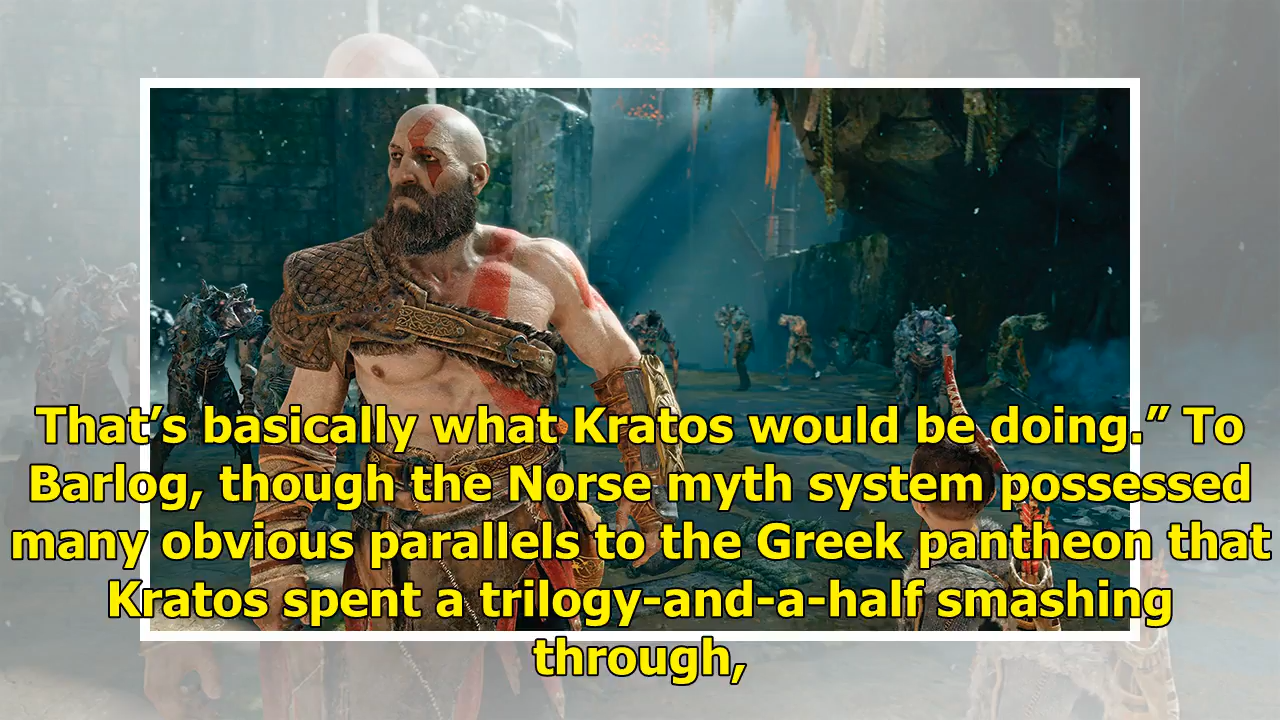 That’s basically what Kratos would be doing.” To
Barlog, though the Norse myth system possessed
many obvious parallels to the Greek pantheon that
Kratos spent a trilogy-and-a-half smashing
through,